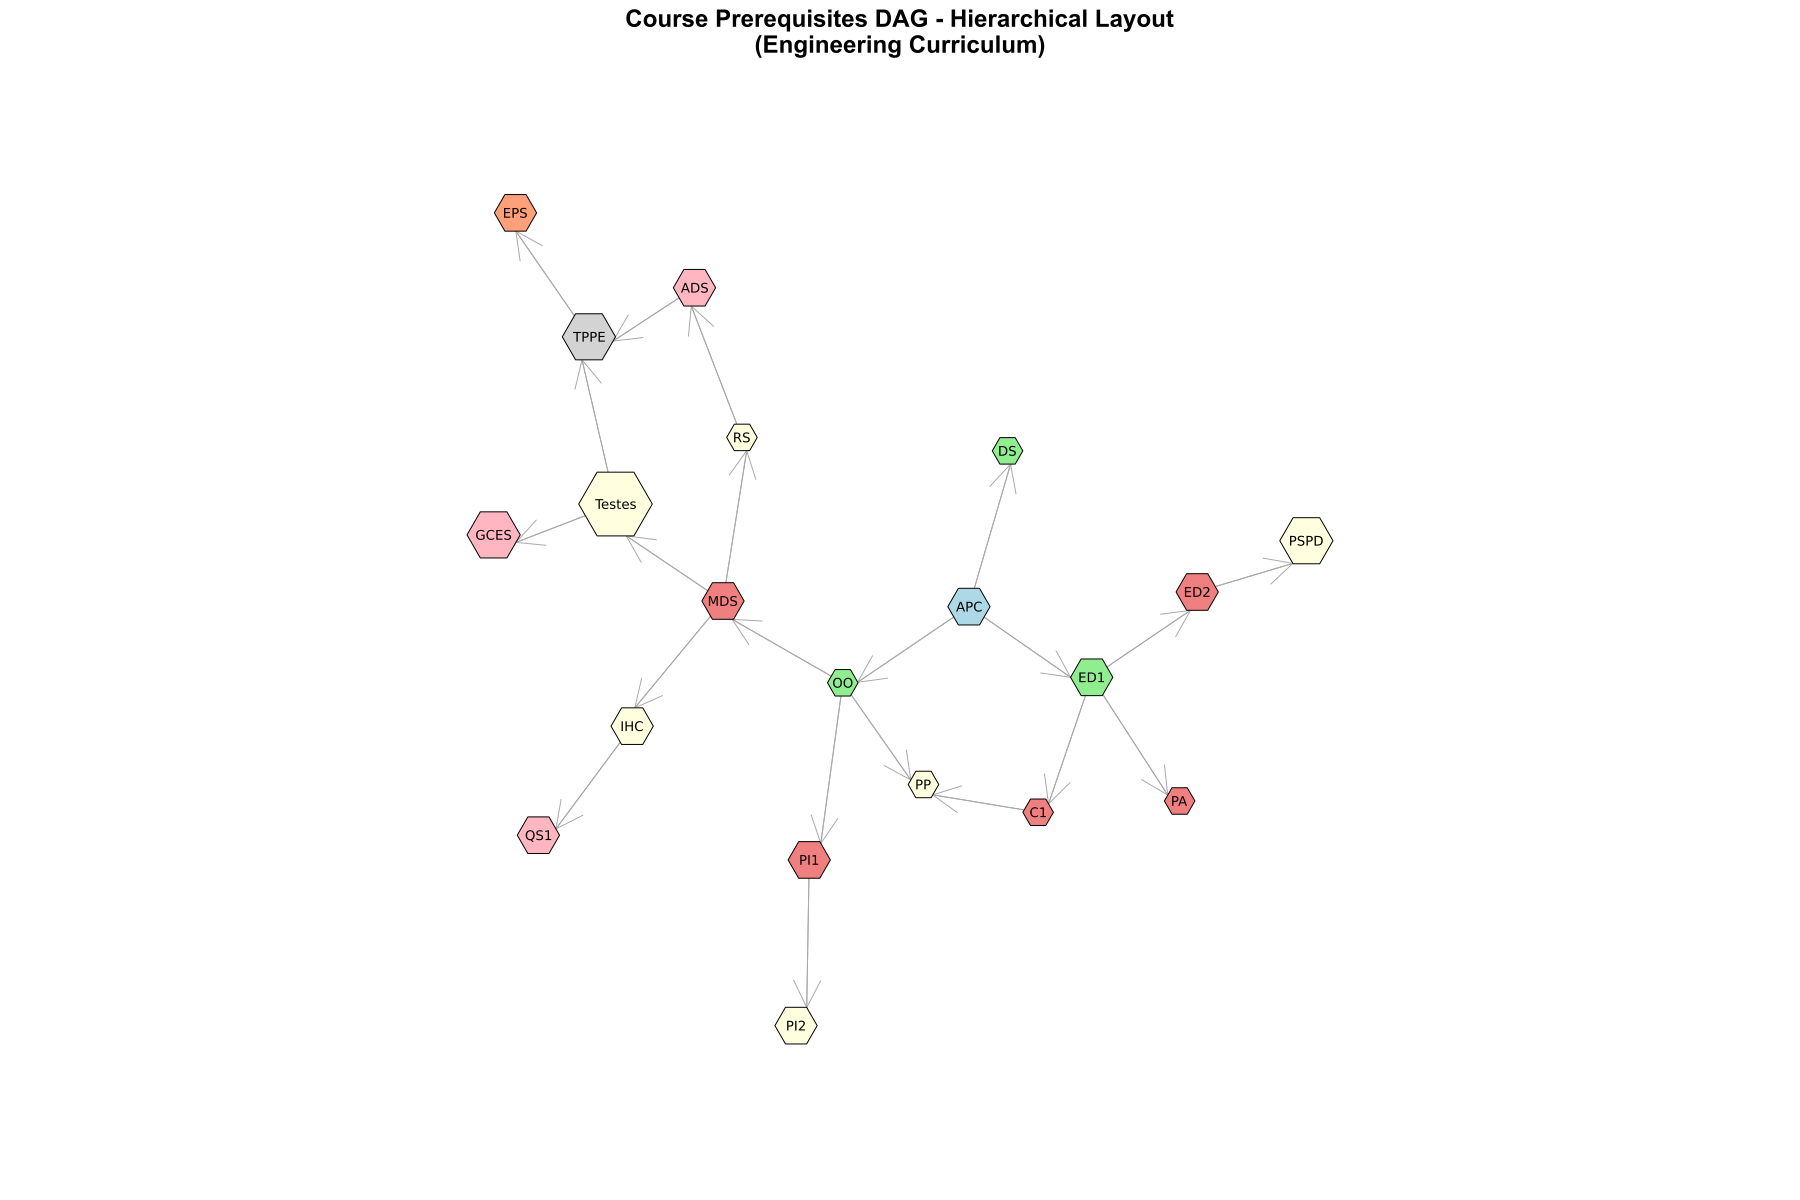 Course Prerequisites DAG - Hierarchical Layout
(Engineering Curriculum)
EPS
ADS
TPPE
RS
DS
Testes
GCES
PSPD
ED2
MDS
APC
ED1
OO
IHC
PP
PA
C1
QS1
PI1
PI2